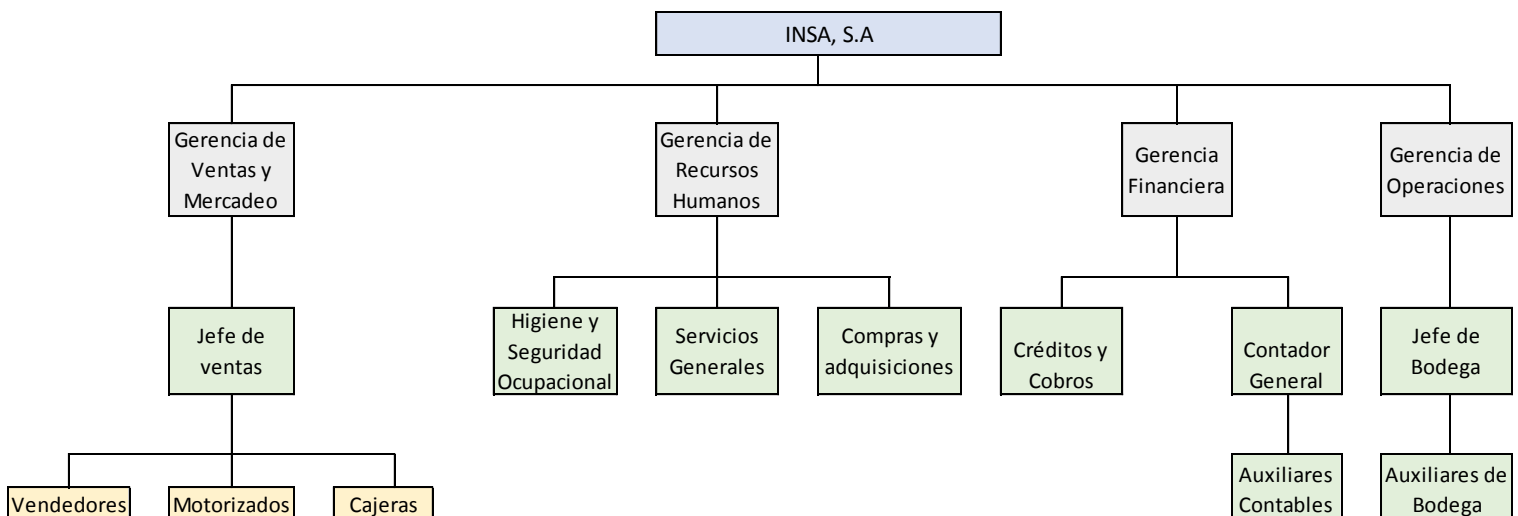 INSA, S.A
Gerencia de
Ventas y
Mercadeo
Gerencia de
Recursos
Humanos
Gerencia
Financiera
Gerencia de
Operaciones
Jefe de
ventas
Higiene y
Seguridad
Ocupacional
Servicios
Generales
Compras y
adquisiciones
Créditos y
Cobros
Contador
General
Jefe de
Bodega
Vendedores
Motorizados
Cajeras
Auxiliares
Contables
Auxiliares de
Bodega